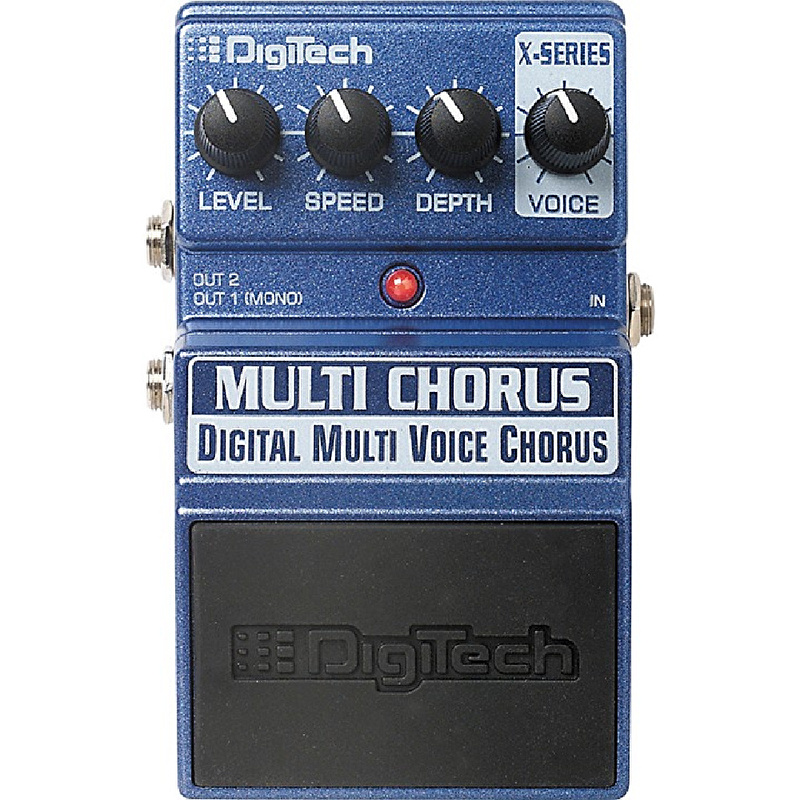 DigiTech
X-SERIES
LEVEL SPEED DEPTH VOICE
OUT 2
OUT 1 (MONO)
IN
MULTI CHORUS
DIGITAL MULTI VOICE CHORUS
DigiTech